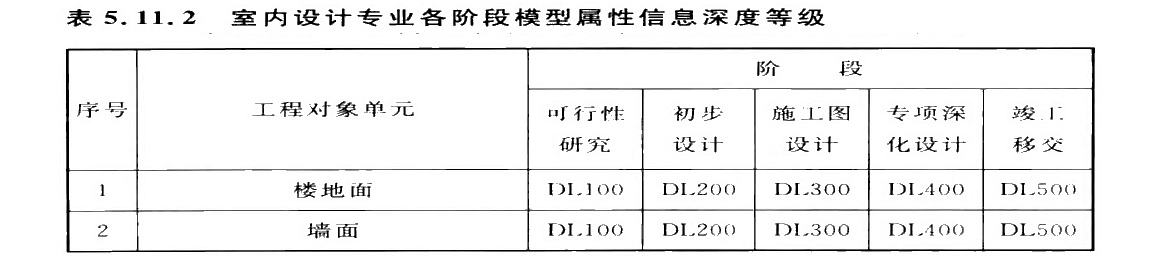 表 5.11.2 室内设计专业各阶段模型属性信息深度等级
序号 工程对象单元 阶 段
可行性研究 初步设计 施工图设计 专项深化设计 竣工移交
1 楼地面 DL100 DL200 DL300 DL400 DL500
2 墙面 DL100 DL200 DL300 DL400 DL500